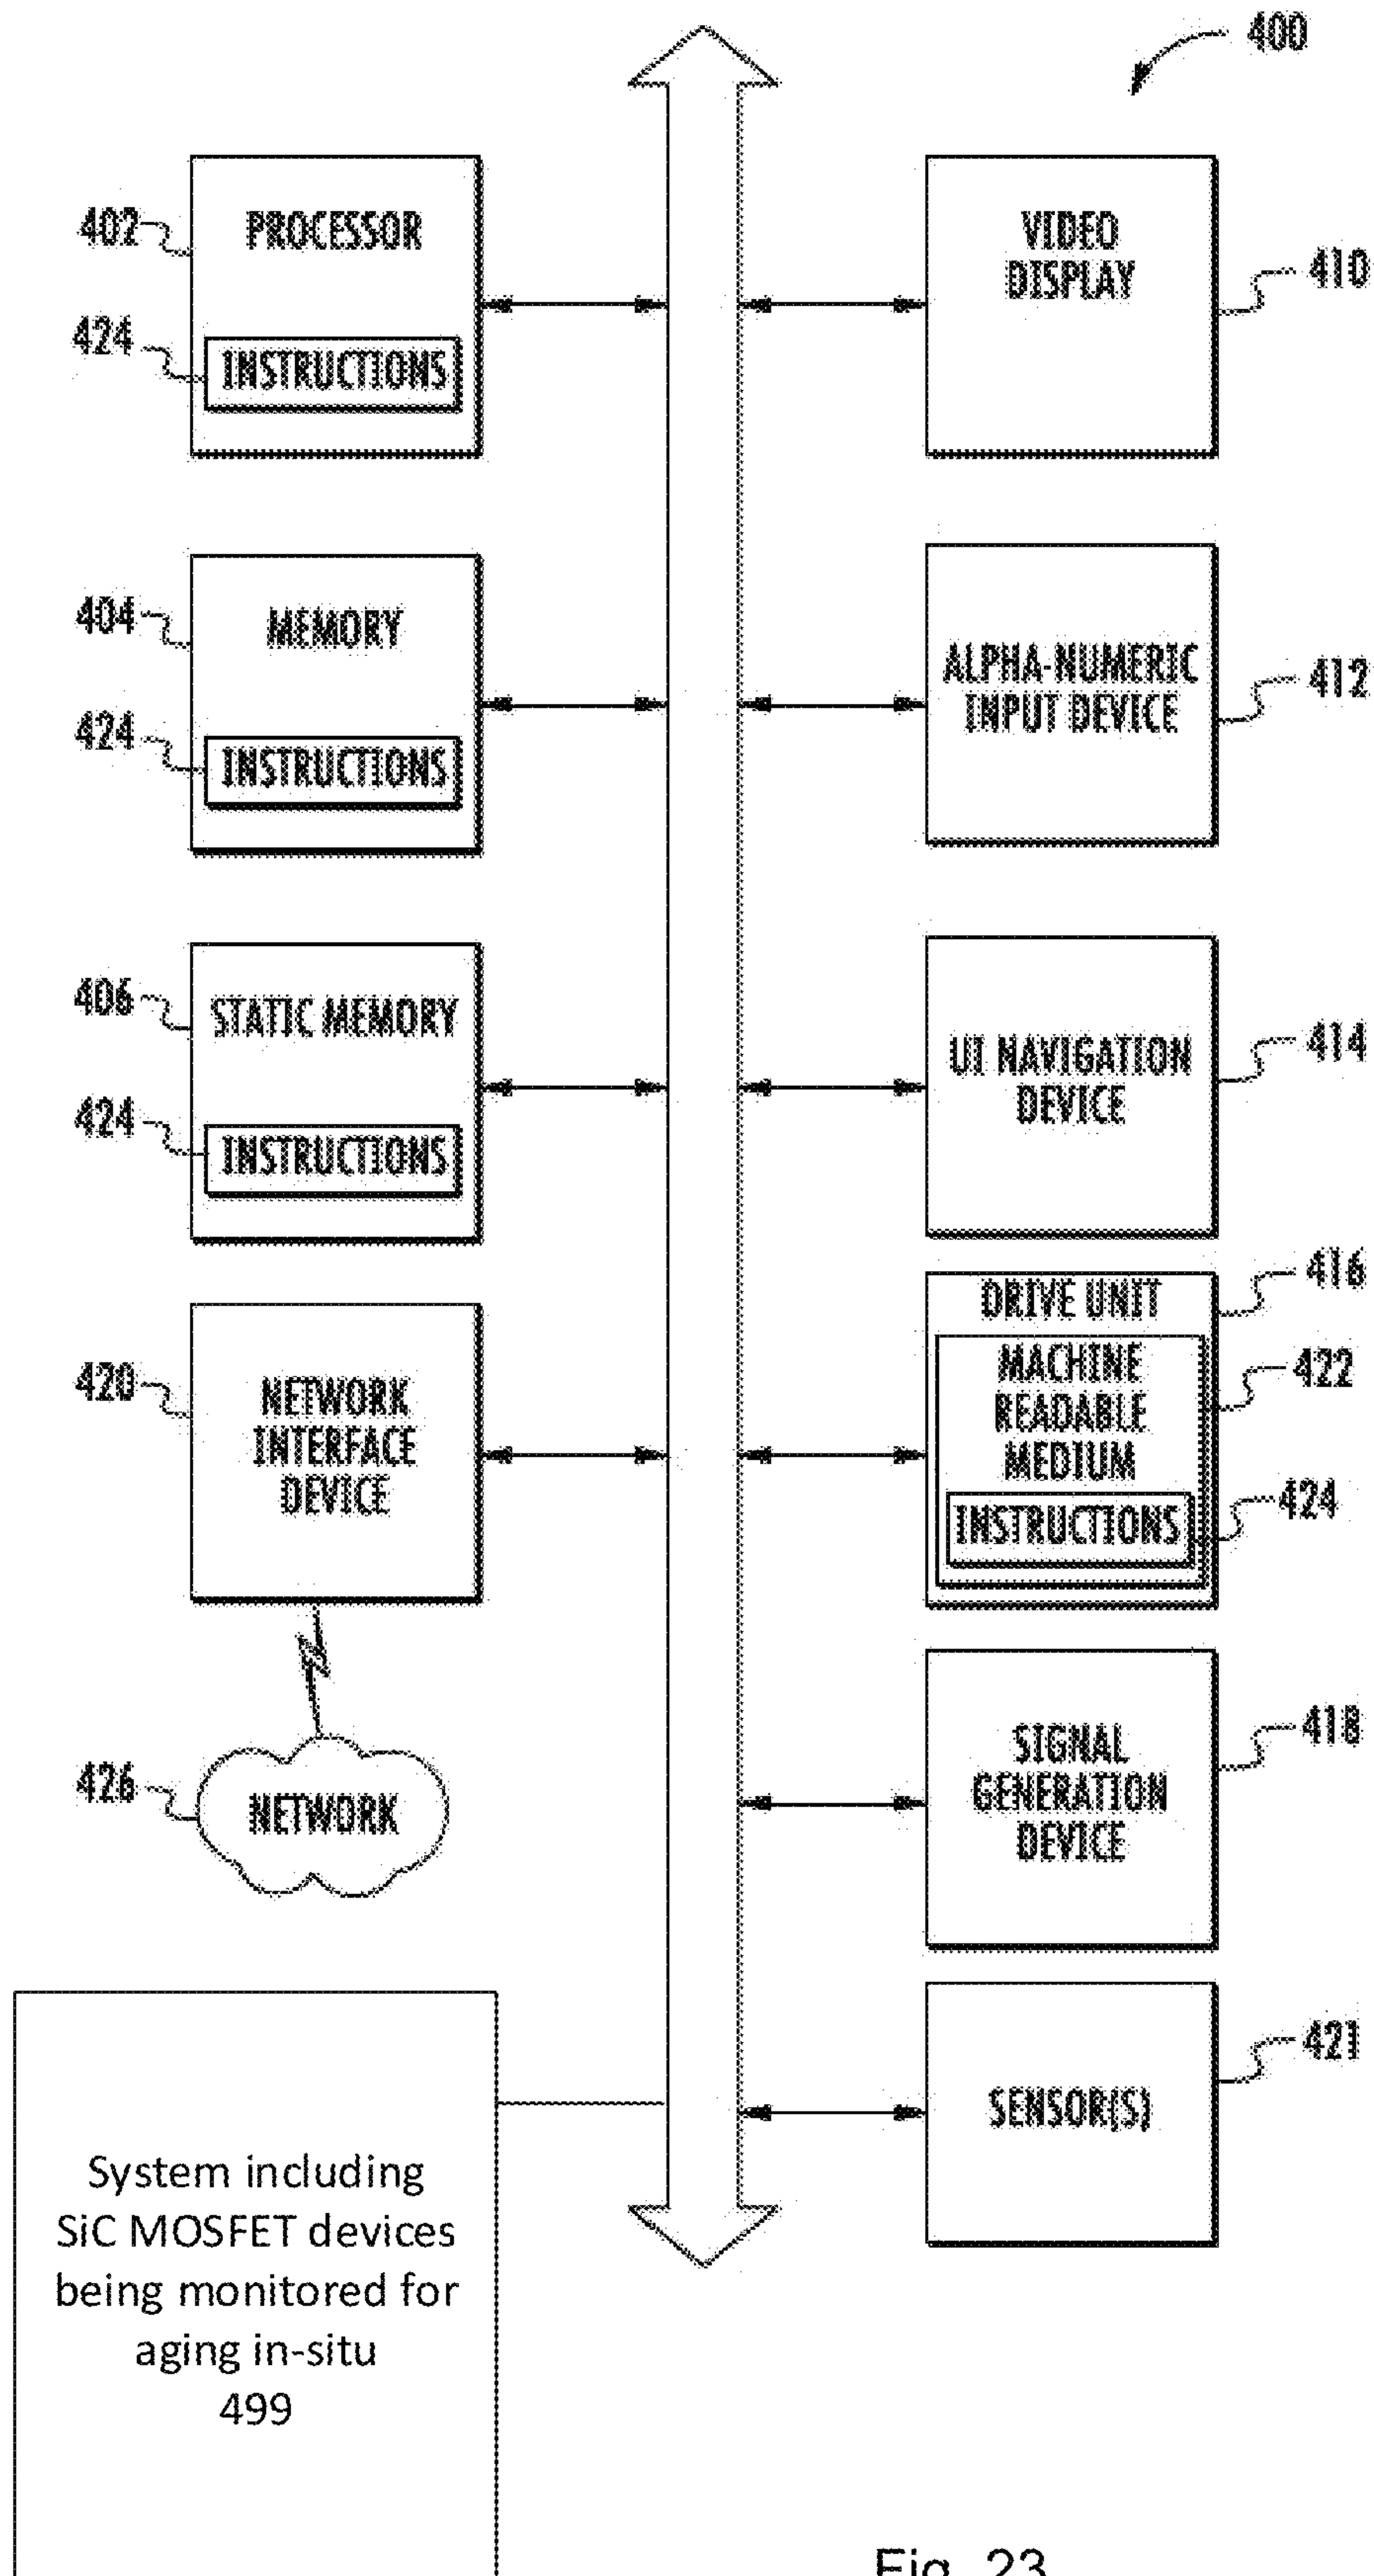 400
402
PROCESSOR
424
INSTRUCTIONS
VIDEO
DISPLAY
410
404
MEMORY
424
INSTRUCTIONS
ALPHA-NUMERIC
INPUT DEVICE
412
406
STATIC MEMORY
424
INSTRUCTIONS
UI NAVIGATION
DEVICE
414
420
NETWORK
INTERFACE
DEVICE
DRIVE UNIT
416
MACHINE
READABLE
MEDIUM
422
INSTRUCTIONS
424
426
NETWORK
SIGNAL
GENERATION
DEVICE
418
SENSOR(S)
421
System including
SiC MOSFET devices
being monitored for
aging in-situ
499
Fig. 23